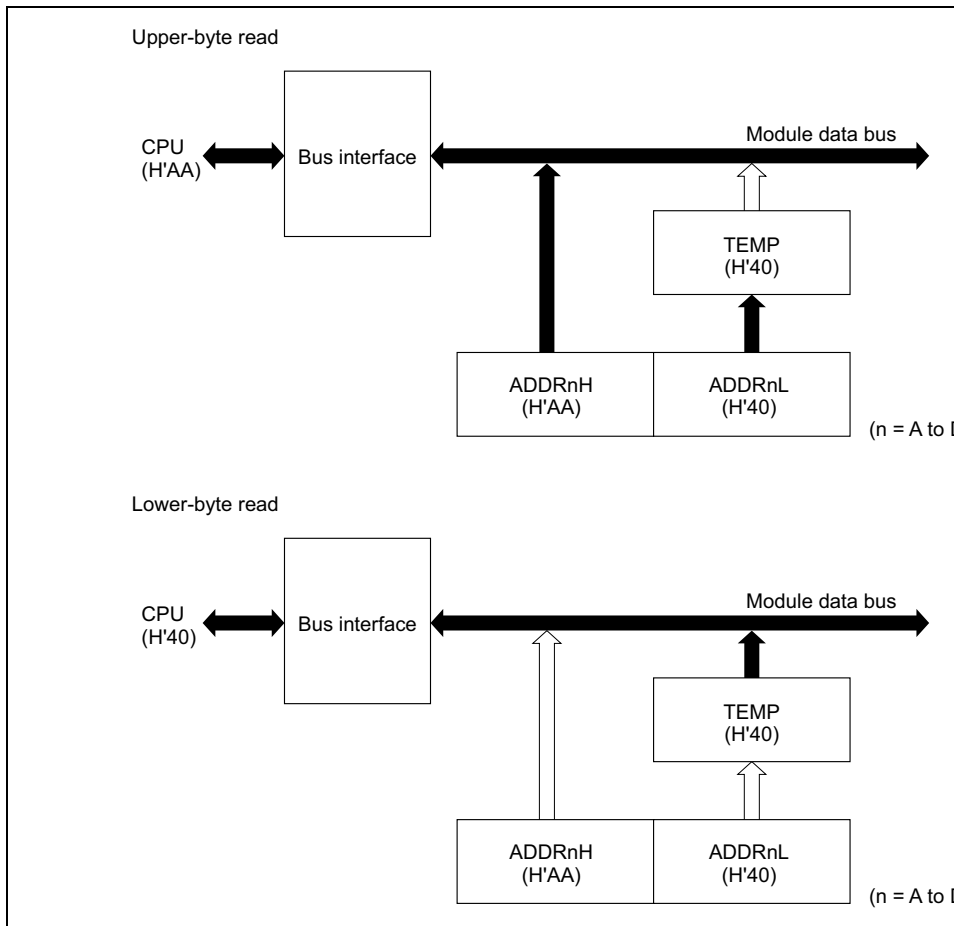 Upper-byte read
Module data bus
CPU
(H'AA)
Bus interface
TEMP
(H'40)
ADDRnH
(H'AA)
ADDRnL
(H'40)
(n = A to D
Lower-byte read
Module data bus
CPU
(H'40)
Bus interface
TEMP
(H'40)
ADDRnH
(H'AA)
ADDRnL
(H'40)
(n = A to D